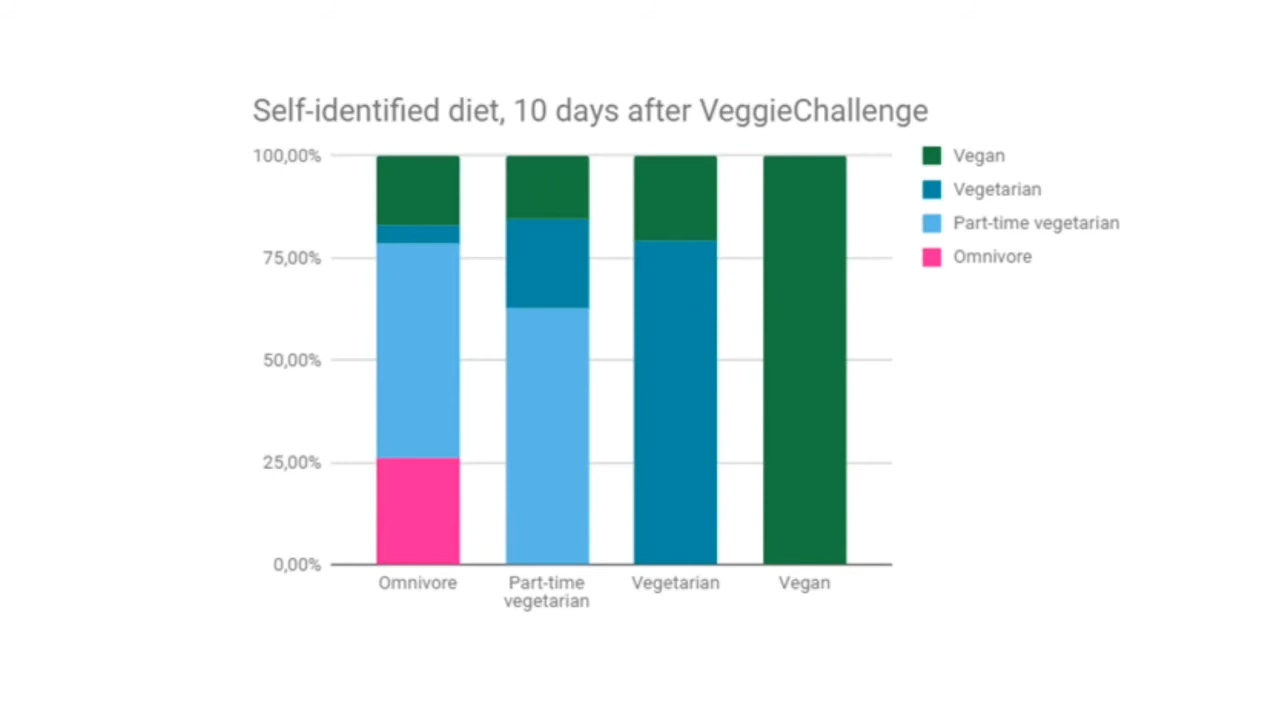 Self-identified diet, 10 days after VeggieChallenge
100,00%
75,00%
50,00%
25,00%
0,00%
Omnivore
Part-time
vegetarian
Vegetarian
Vegan
Vegan
Vegetarian
Part-time vegetarian
Omnivore